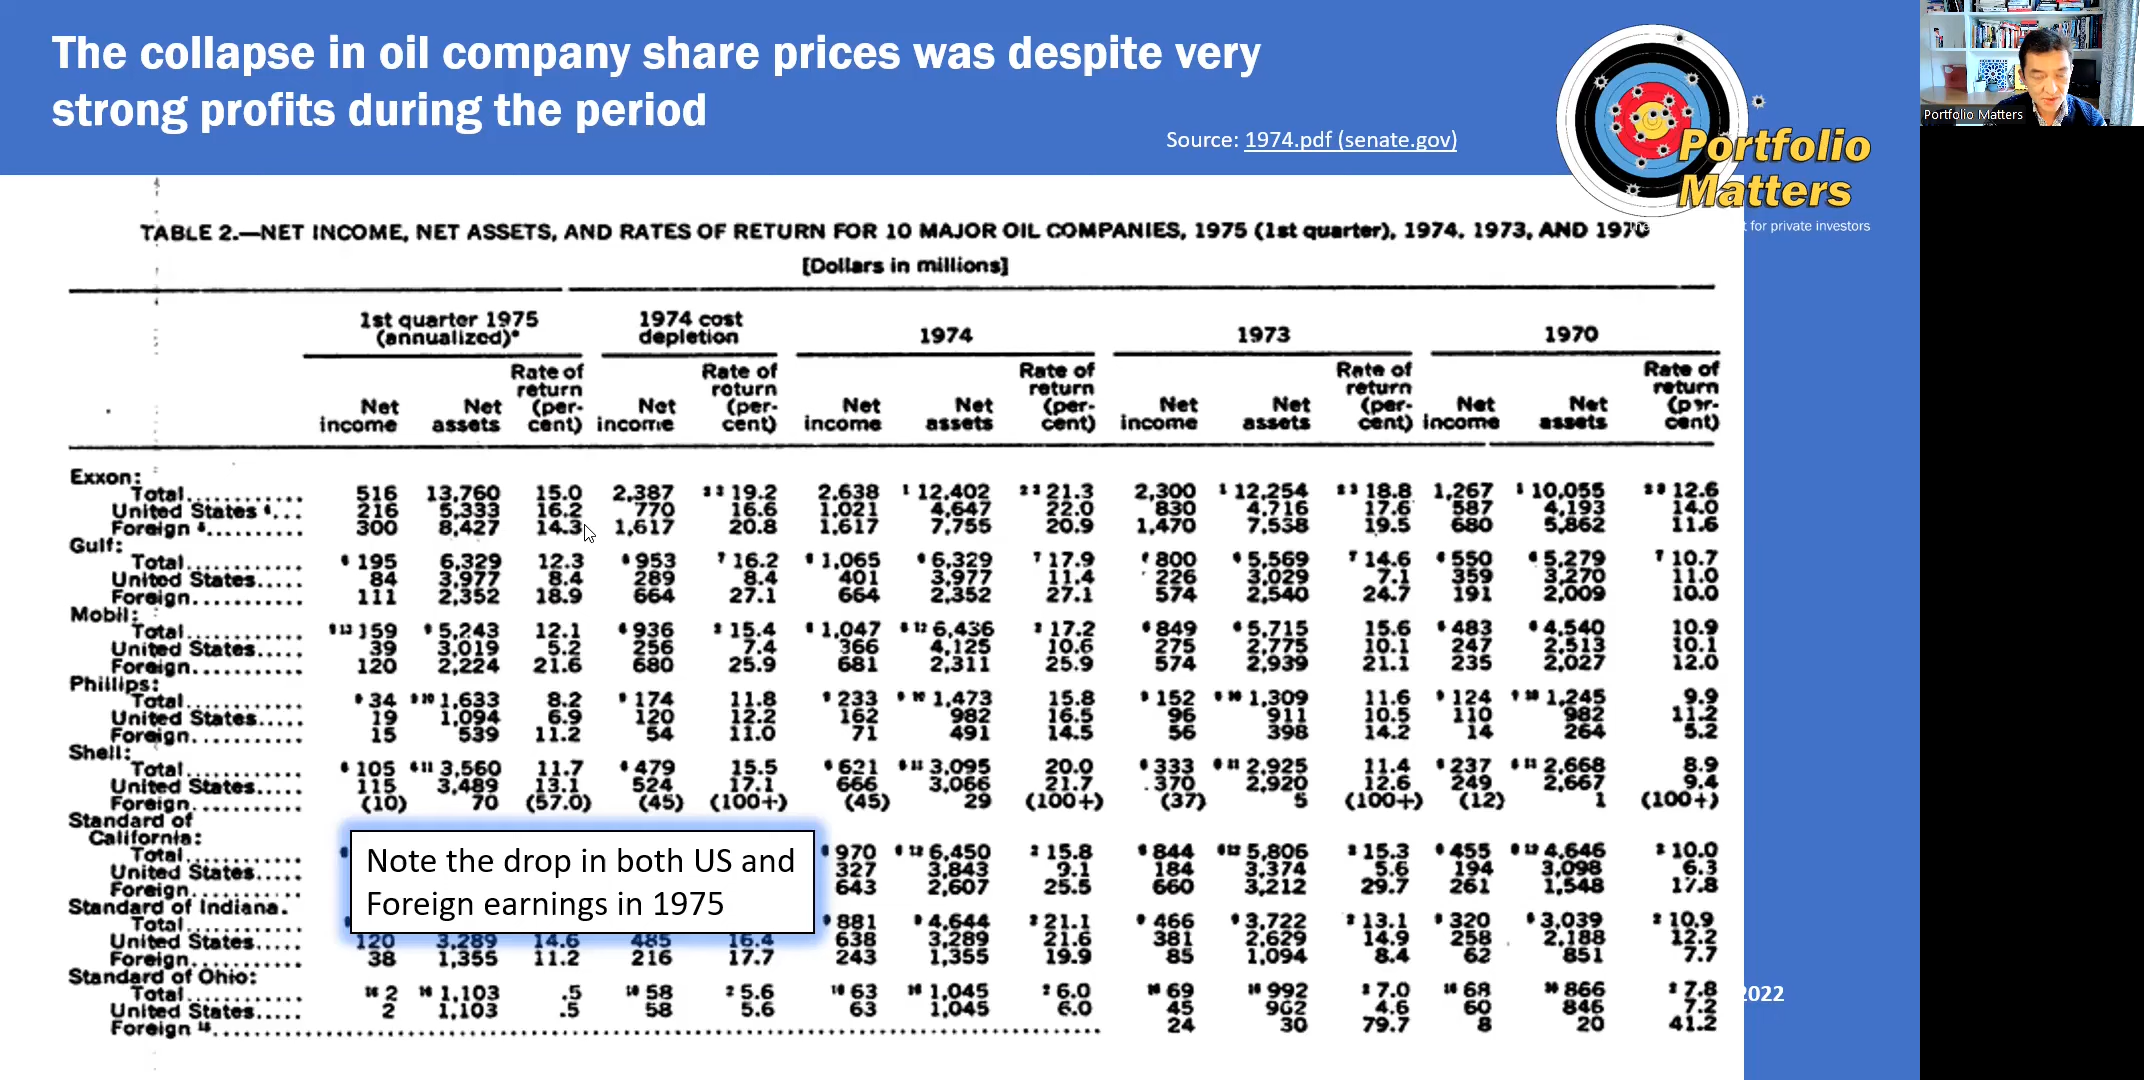 The collapse in oil company share prices was despite very
strong profits during the period
Source: 1974.pdf (senate.gov)
Portfolio
Matters
t for private investors
Portfolio Matters
TABLE 2.—NET INCOME, NET ASSETS, AND RATES OF RETURN FOR 10 MAJOR OIL COMPANIES, 1975 (1st quarter), 1974, 1973, AND 1970
[Dollars in millions]
1st quarter 1975 (annualized)* 1974 cost depletion 1974 1973 1970
Net income Net assets Rate of return (per-cent) Net income Rate of return (per-cent) Net income Net assets Rate of return (per-cent) Net income Net assets Rate of return (per-cent) Net income Net assets Rate of return (per-cent)
Exxon:
Total 516 13,760 15.0 2,387 19.2 2,638 12,402 21.3 2,300 12,254 18.8 1,267 10,055 12.6
United States 216 5,333 16.2 770 16.6 1,021 4,647 22.0 830 4,716 17.6 587 4,193 14.0
Foreign 300 8,427 14.3 1,617 20.8 1,617 7,755 20.9 1,470 7,538 19.5 680 5,862 11.6
Gulf:
Total 195 6,329 12.3 953 16.2 1,065 6,329 17.9 800 5,569 14.6 550 5,279 10.7
United States 84 3,977 8.4 289 8.4 401 3,977 11.4 226 3,029 7.1 359 3,270 11.0
Foreign 111 2,352 18.9 664 27.1 664 2,352 27.1 574 2,540 24.7 191 2,009 10.0
Mobil:
Total 159 5,243 12.1 936 15.4 1,047 6,436 17.2 849 5,715 15.6 483 4,540 10.9
United States 39 3,019 5.2 256 7.4 366 4,125 10.6 275 2,775 10.1 247 2,513 10.1
Foreign 120 2,224 21.6 680 25.9 681 2,311 25.9 574 2,939 21.1 235 2,027 12.0
Phillips:
Total 34 1,633 8.2 174 11.8 233 1,473 15.8 152 1,309 11.6 124 1,245 9.9
United States 19 1,094 6.9 120 12.2 162 982 16.5 96 911 10.5 110 982 11.2
Foreign 15 539 11.2 54 11.0 71 491 14.5 56 398 14.2 14 264 5.2
Shell:
Total 105 3,560 11.7 479 15.5 621 3,095 20.0 333 2,925 11.4 237 2,668 8.9
United States 115 3,489 13.1 524 17.1 666 3,066 21.7 370 2,920 12.6 249 2,667 9.4
Foreign (10) 70 (57.0) (45) (100+) (45) 29 (100+) (37) 5 (100+) (12) 1 (100+)
Standard of
California:
Total 970 6,450 15.8 844 5,806 15.3 455 4,646 10.0
United States 327 3,843 9.1 184 3,374 5.6 194 3,098 6.3
Foreign 643 2,607 25.5 660 3,212 29.7 261 1,548 17.8
Standard of Indiana.
Total 881 4,644 21.1 466 3,722 13.1 320 3,039 10.9
United States 120 3,289 14.6 485 16.4 638 3,289 21.6 381 2,629 14.9 258 2,188 12.2
Foreign 38 1,355 11.2 216 17.7 243 1,355 19.9 85 1,094 8.4 62 851 7.7
Standard of Ohio:
Total 2 1,103 .5 58 5.6 63 1,045 6.0 69 992 7.0 68 866 7.8
United States 2 1,103 .5 58 5.6 63 1,045 6.0 45 962 4.6 60 846 7.2
Foreign 24 30 79.7 8 20 41.2
Note the drop in both US and
Foreign earnings in 1975
2022